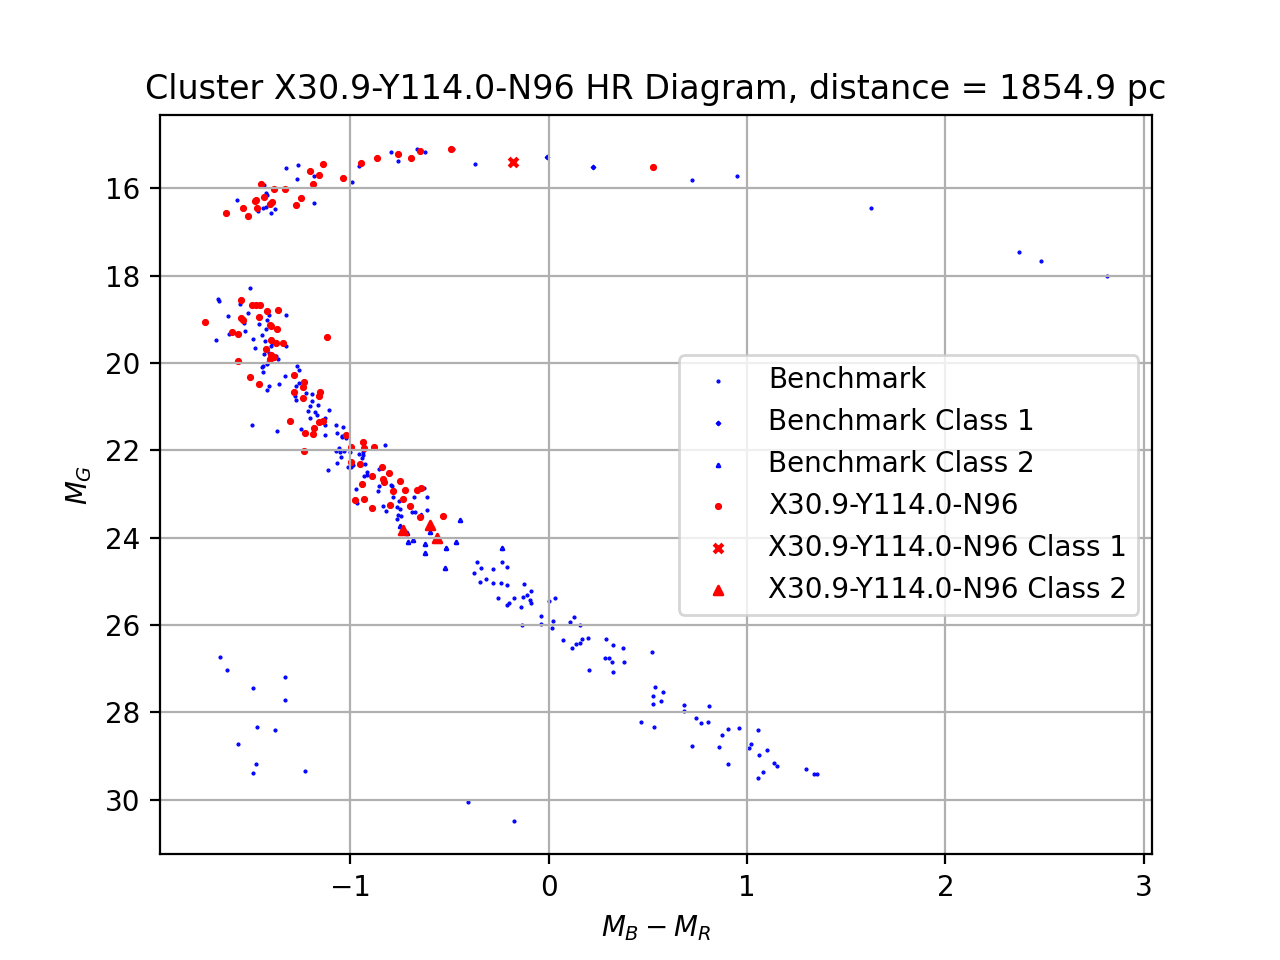 Cluster X30.9-Y114.0-N96 HR Diagram, distance = 1854.9 pc
16
18
20
22
24
26
28
30
M_G
Benchmark
Benchmark Class 1
Benchmark Class 2
X30.9-Y114.0-N96
X30.9-Y114.0-N96 Class 1
X30.9-Y114.0-N96 Class 2
−1 0 1 2 3
M_B − M_R